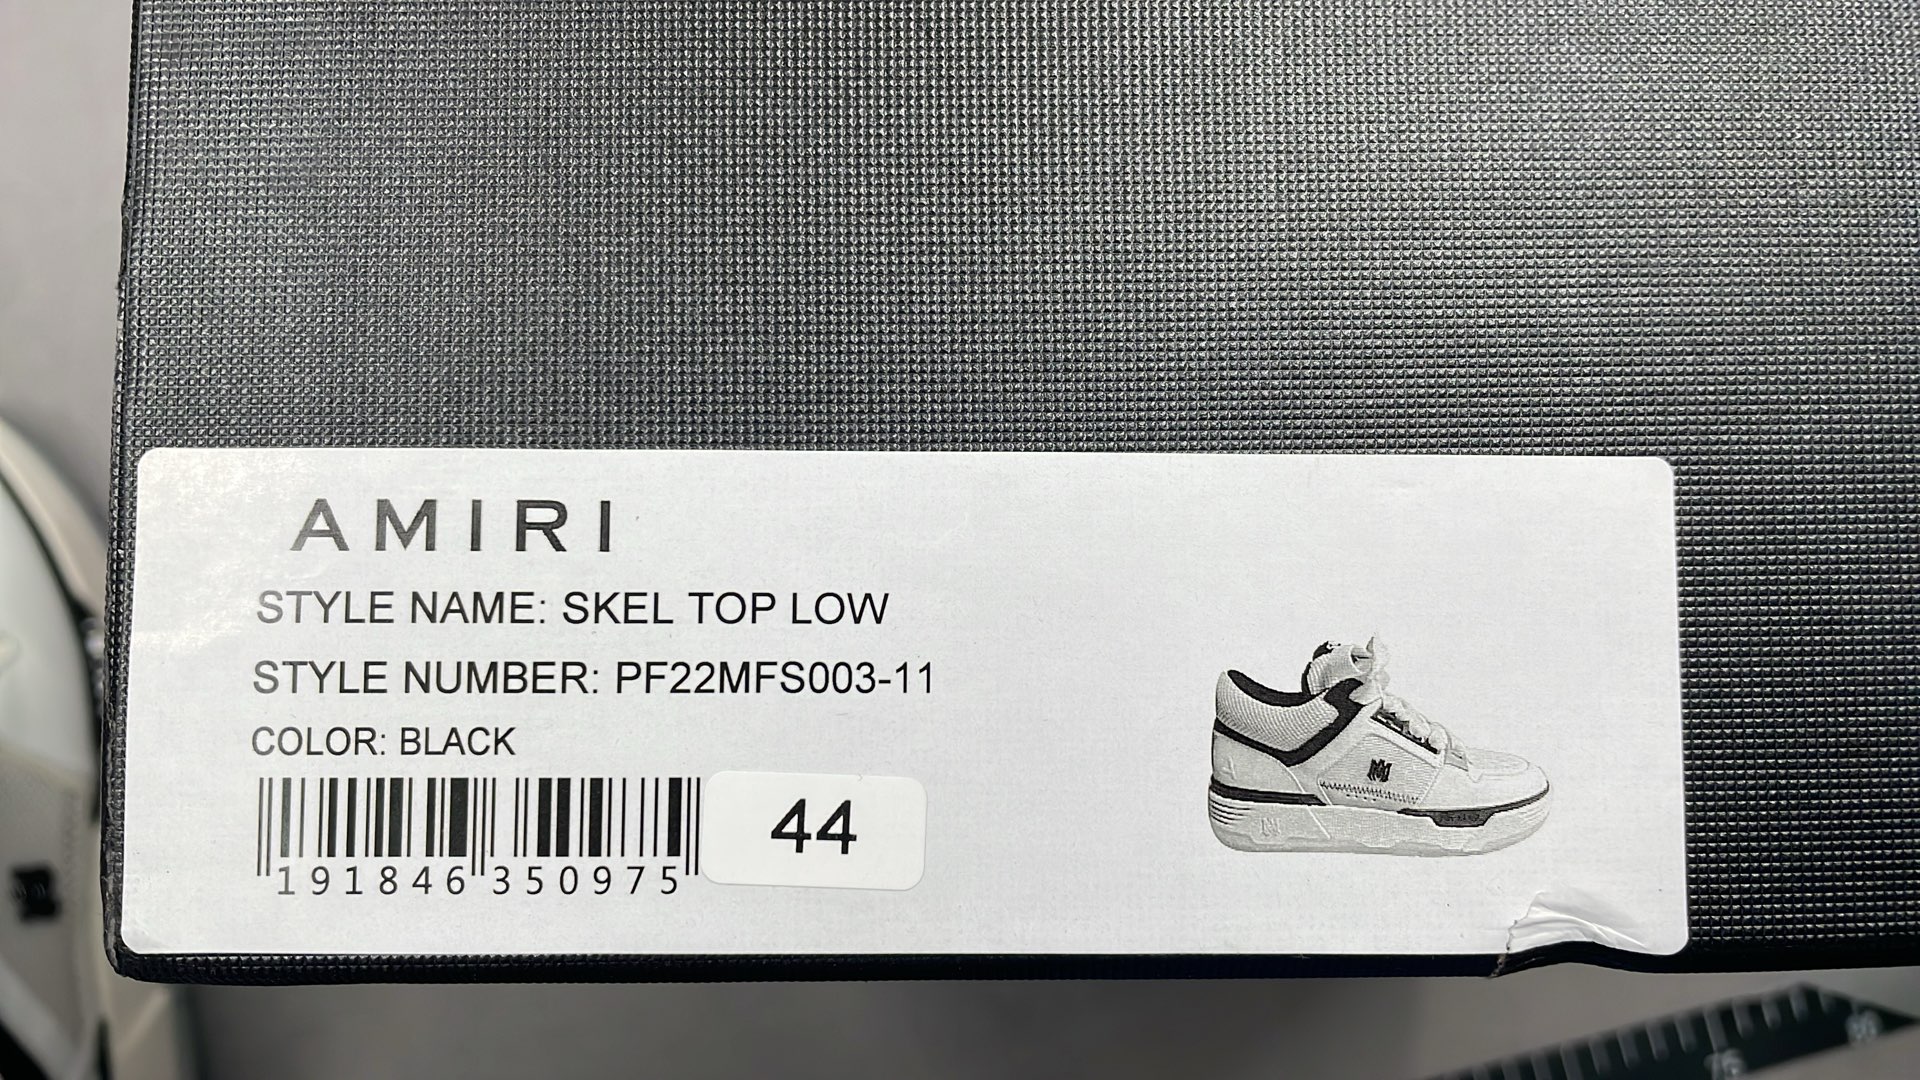 AMIRI
STYLE NAME: SKEL TOP LOW
STYLE NUMBER: PF22MFS003-11
COLOR: BLACK
191846 350975
44